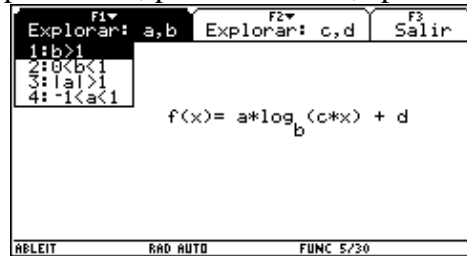 F1▼ F2▼ F3
Explorar: a,b Explorar: c,d Salir
1:b>1
2:0<b<1
3:|a|>1
4:-1<a<1
f(x)= a*log_b(c*x) + d
ABLEIT RAD AUTO FUNC 5/30